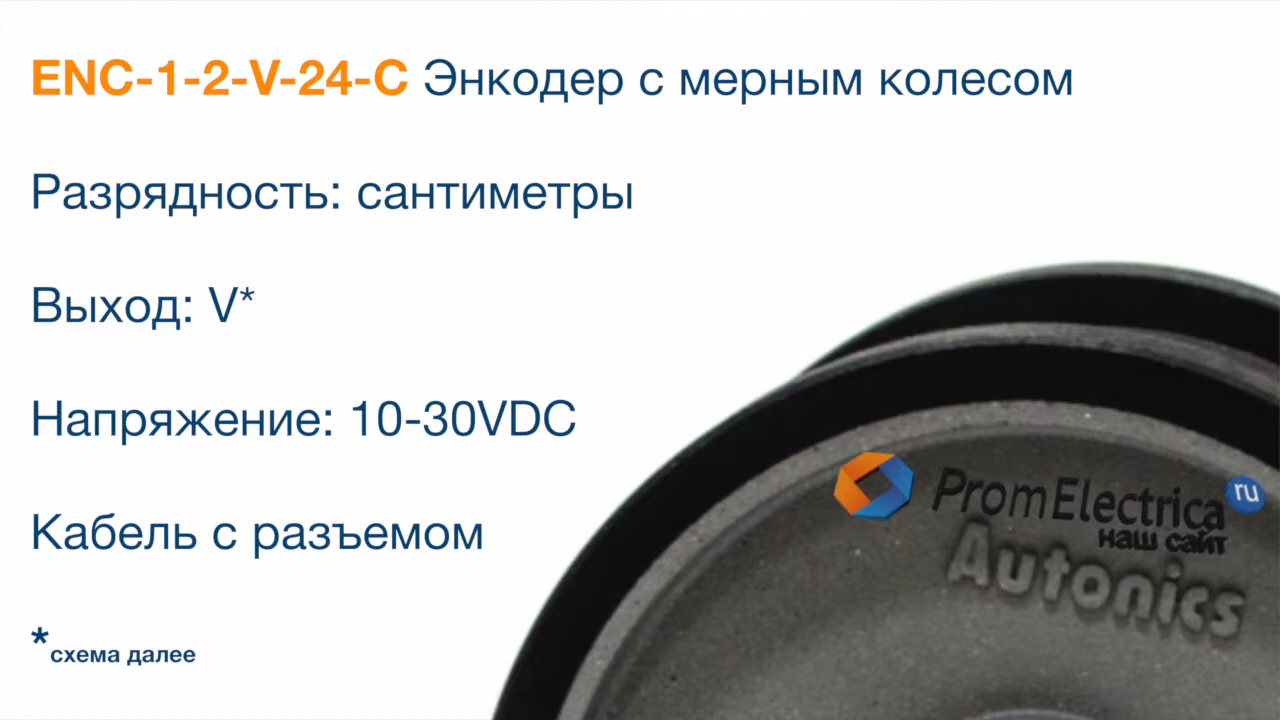 ENC-1-2-V-24-C Энкодер с мерным колесом
Разрядность: сантиметры
Выход: V*
Напряжение: 10-30VDC
Кабель с разъемом
*схема далее
PromElectrica ru
наш сайт
Autonics